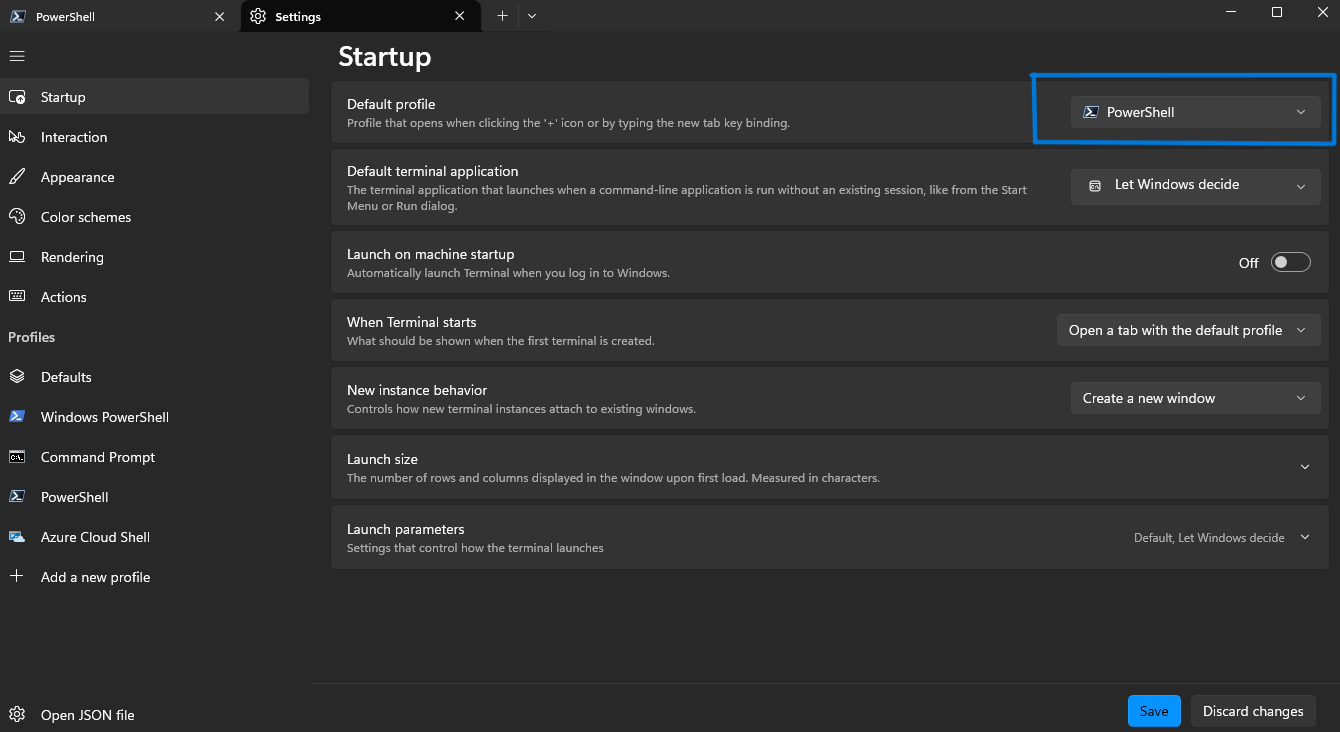 PowerShell
Settings
Startup
Interaction
Appearance
Color schemes
Rendering
Actions
Profiles
Defaults
Windows PowerShell
Command Prompt
PowerShell
Azure Cloud Shell
Add a new profile
Open JSON file
Startup
Default profile
Profile that opens when clicking the '+' icon or by typing the new tab key binding.
PowerShell
Default terminal application
The terminal application that launches when a command-line application is run without an existing session, like from the Start
Menu or Run dialog.
Let Windows decide
Launch on machine startup
Automatically launch Terminal when you log in to Windows.
Off
When Terminal starts
What should be shown when the first terminal is created.
Open a tab with the default profile
New instance behavior
Controls how new terminal instances attach to existing windows.
Create a new window
Launch size
The number of rows and columns displayed in the window upon first load. Measured in characters.
Launch parameters
Settings that control how the terminal launches
Default, Let Windows decide
Save
Discard changes